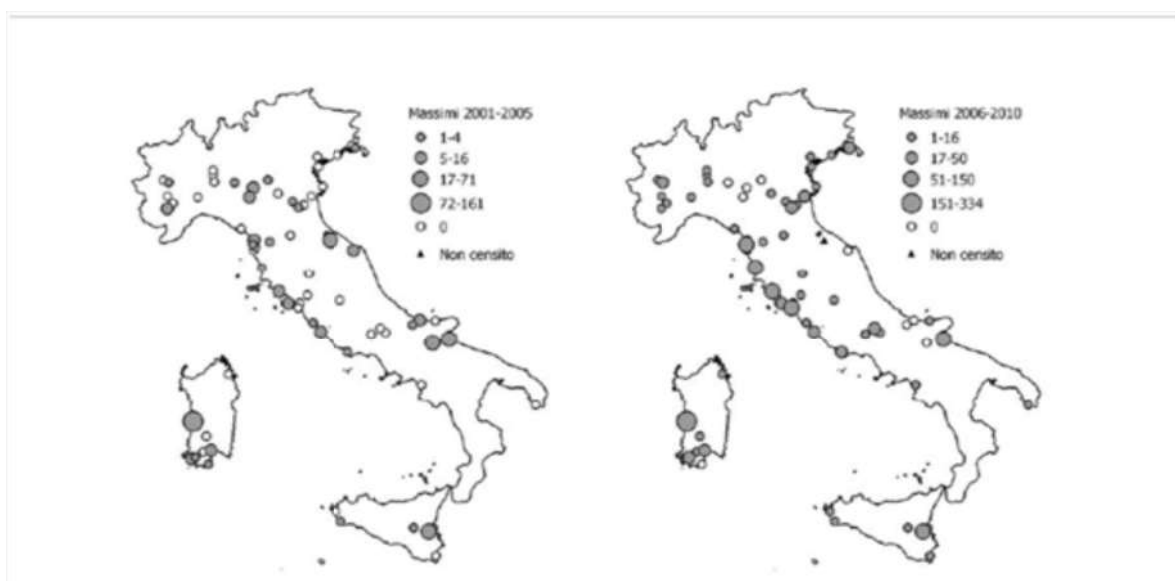 Massimi 2001-2005
1-4
5-16
17-71
72-161
0
Non censito
Massimi 2006-2010
1-16
17-50
51-150
151-334
0
Non censito